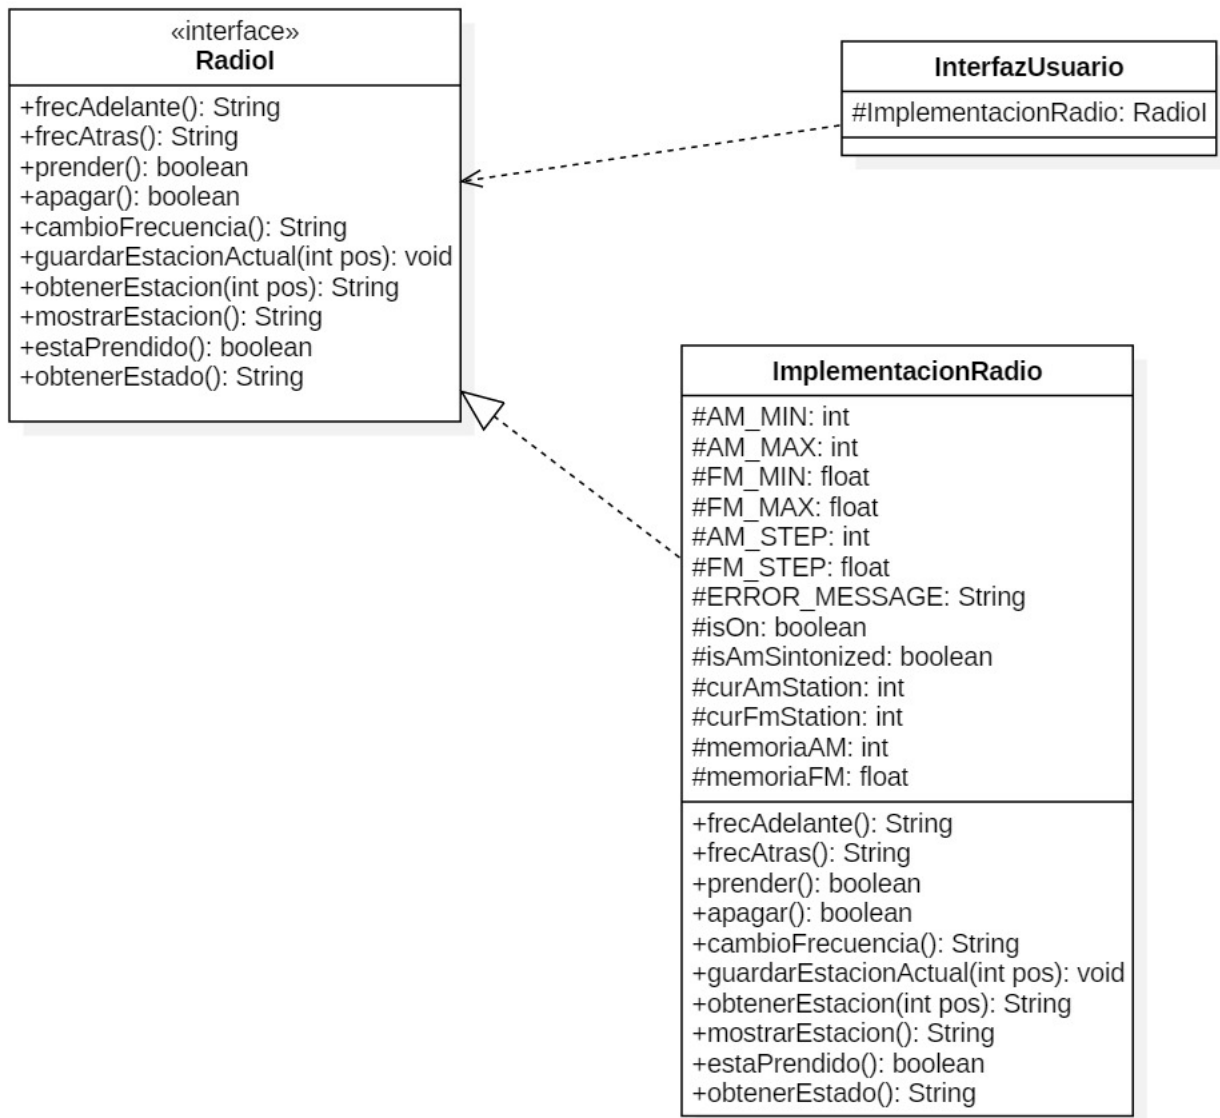 «interface»
RadioI
+frecAdelante(): String
+frecAtras(): String
+prender(): boolean
+apagar(): boolean
+cambioFrecuencia(): String
+guardarEstacionActual(int pos): void
+obtenerEstacion(int pos): String
+mostrarEstacion(): String
+estaPrendido(): boolean
+obtenerEstado(): String
InterfazUsuario
#ImplementacionRadio: RadioI
ImplementacionRadio
#AM_MIN: int
#AM_MAX: int
#FM_MIN: float
#FM_MAX: float
#AM_STEP: int
#FM_STEP: float
#ERROR_MESSAGE: String
#isOn: boolean
#isAmSintonized: boolean
#curAmStation: int
#curFmStation: int
#memoriaAM: int
#memoriaFM: float
+frecAdelante(): String
+frecAtras(): String
+prender(): boolean
+apagar(): boolean
+cambioFrecuencia(): String
+guardarEstacionActual(int pos): void
+obtenerEstacion(int pos): String
+mostrarEstacion(): String
+estaPrendido(): boolean
+obtenerEstado(): String